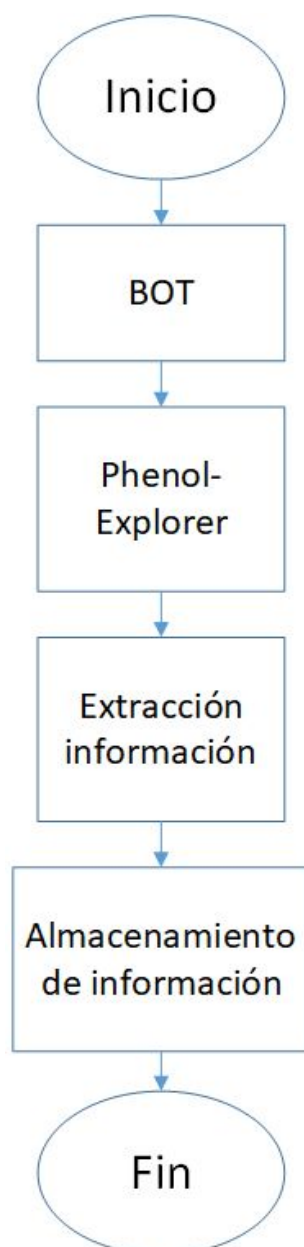 Inicio
BOT
Phenol-
Explorer
Extracción
información
Almacenamiento
de información
Fin